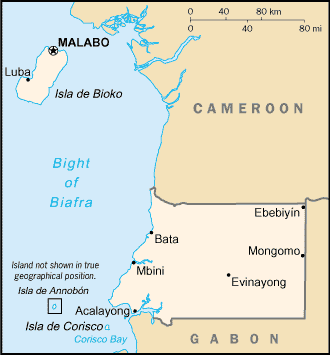 0 40 80 km
0 40 80 mi
MALABO
Luba
Isla de Bioko
CAMEROON
Bight
of
Biafra
Ebebiyin
Bata
Mongomo
Island not shown in true
geographical position.
Mbini
Evinayong
Isla de Annobón
Acalayong
Isla de Corisco
Corisco Bay
GABON